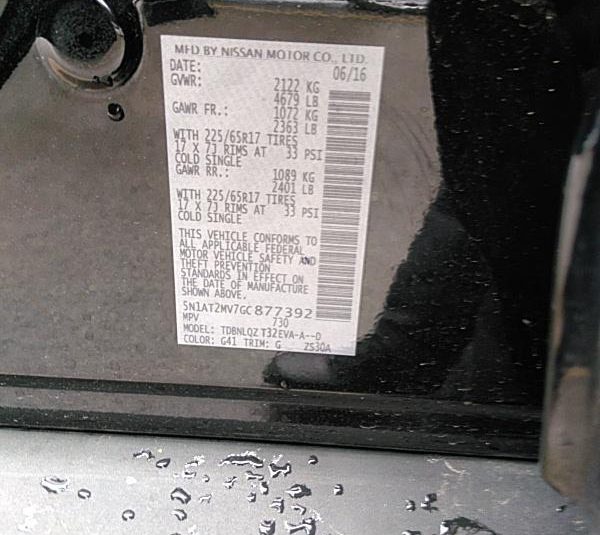 MFD BY NISSAN MOTOR CO., LTD.
DATE: 06/16
GVWR: 2122 KG
4679 LB
GAWR FR.: 1072 KG
2363 LB
WITH 225/65R17 TIRES
17 X 7J RIMS AT 33 PSI
COLD SINGLE
GAWR RR.: 1089 KG
2401 LB
WITH 225/65R17 TIRES
17 X 7J RIMS AT 33 PSI
COLD SINGLE
THIS VEHICLE CONFORMS TO
ALL APPLICABLE FEDERAL
MOTOR VEHICLE SAFETY AND
THEFT PREVENTION
STANDARDS IN EFFECT ON
THE DATE OF MANUFACTURE
SHOWN ABOVE.
5N1AT2MV7GC877392
MPV 730
MODEL: TDBNLQZ T32EVA-A--D
COLOR: G41 TRIM: G ZS30A